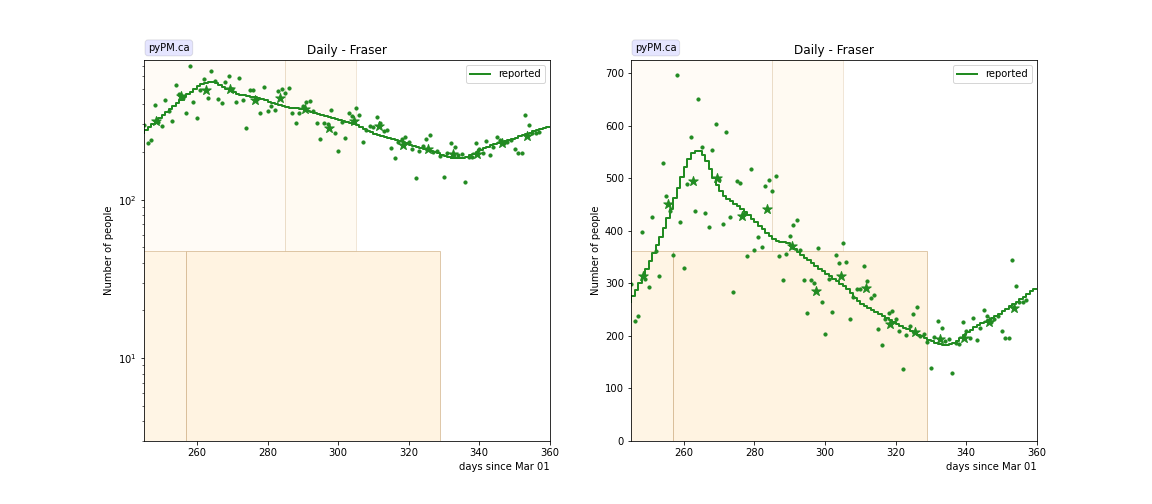 pyPM.ca
Daily - Fraser
reported
Number of people
10²
10¹
260
280
300
320
340
360
days since Mar 01
pyPM.ca
Daily - Fraser
reported
Number of people
700
600
500
400
300
200
100
0
260
280
300
320
340
360
days since Mar 01